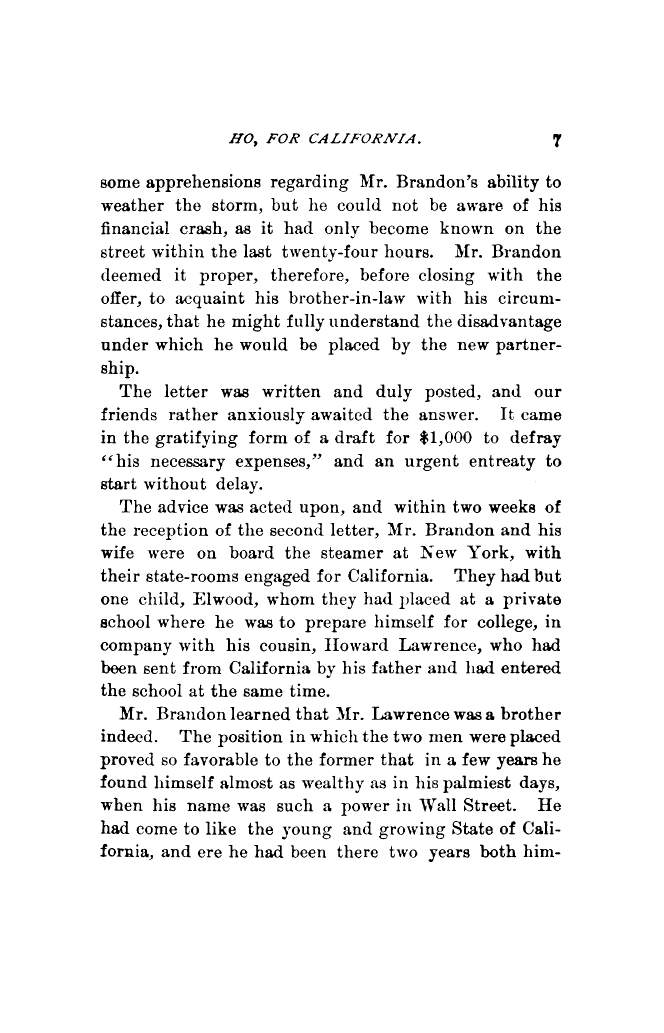 HO, FOR CALIFORNIA. 7
some apprehensions regarding Mr. Brandon's ability to
weather the storm, but he could not be aware of his
financial crash, as it had only become known on the
street within the last twenty-four hours. Mr. Brandon
deemed it proper, therefore, before closing with the
offer, to acquaint his brother-in-law with his circum-
stances, that he might fully understand the disadvantage
under which he would be placed by the new partner-
ship.
The letter was written and duly posted, and our
friends rather anxiously awaited the answer. It came
in the gratifying form of a draft for $1,000 to defray
“his necessary expenses,” and an urgent entreaty to
start without delay.
The advice was acted upon, and within two weeks of
the reception of the second letter, Mr. Brandon and his
wife were on board the steamer at New York, with
their state-rooms engaged for California. They had but
one child, Elwood, whom they had placed at a private
school where he was to prepare himself for college, in
company with his cousin, Howard Lawrence, who had
been sent from California by his father and had entered
the school at the same time.
Mr. Brandon learned that Mr. Lawrence was a brother
indeed. The position in which the two men were placed
proved so favorable to the former that in a few years he
found himself almost as wealthy as in his palmiest days,
when his name was such a power in Wall Street. He
had come to like the young and growing State of Cali-
fornia, and ere he had been there two years both him-